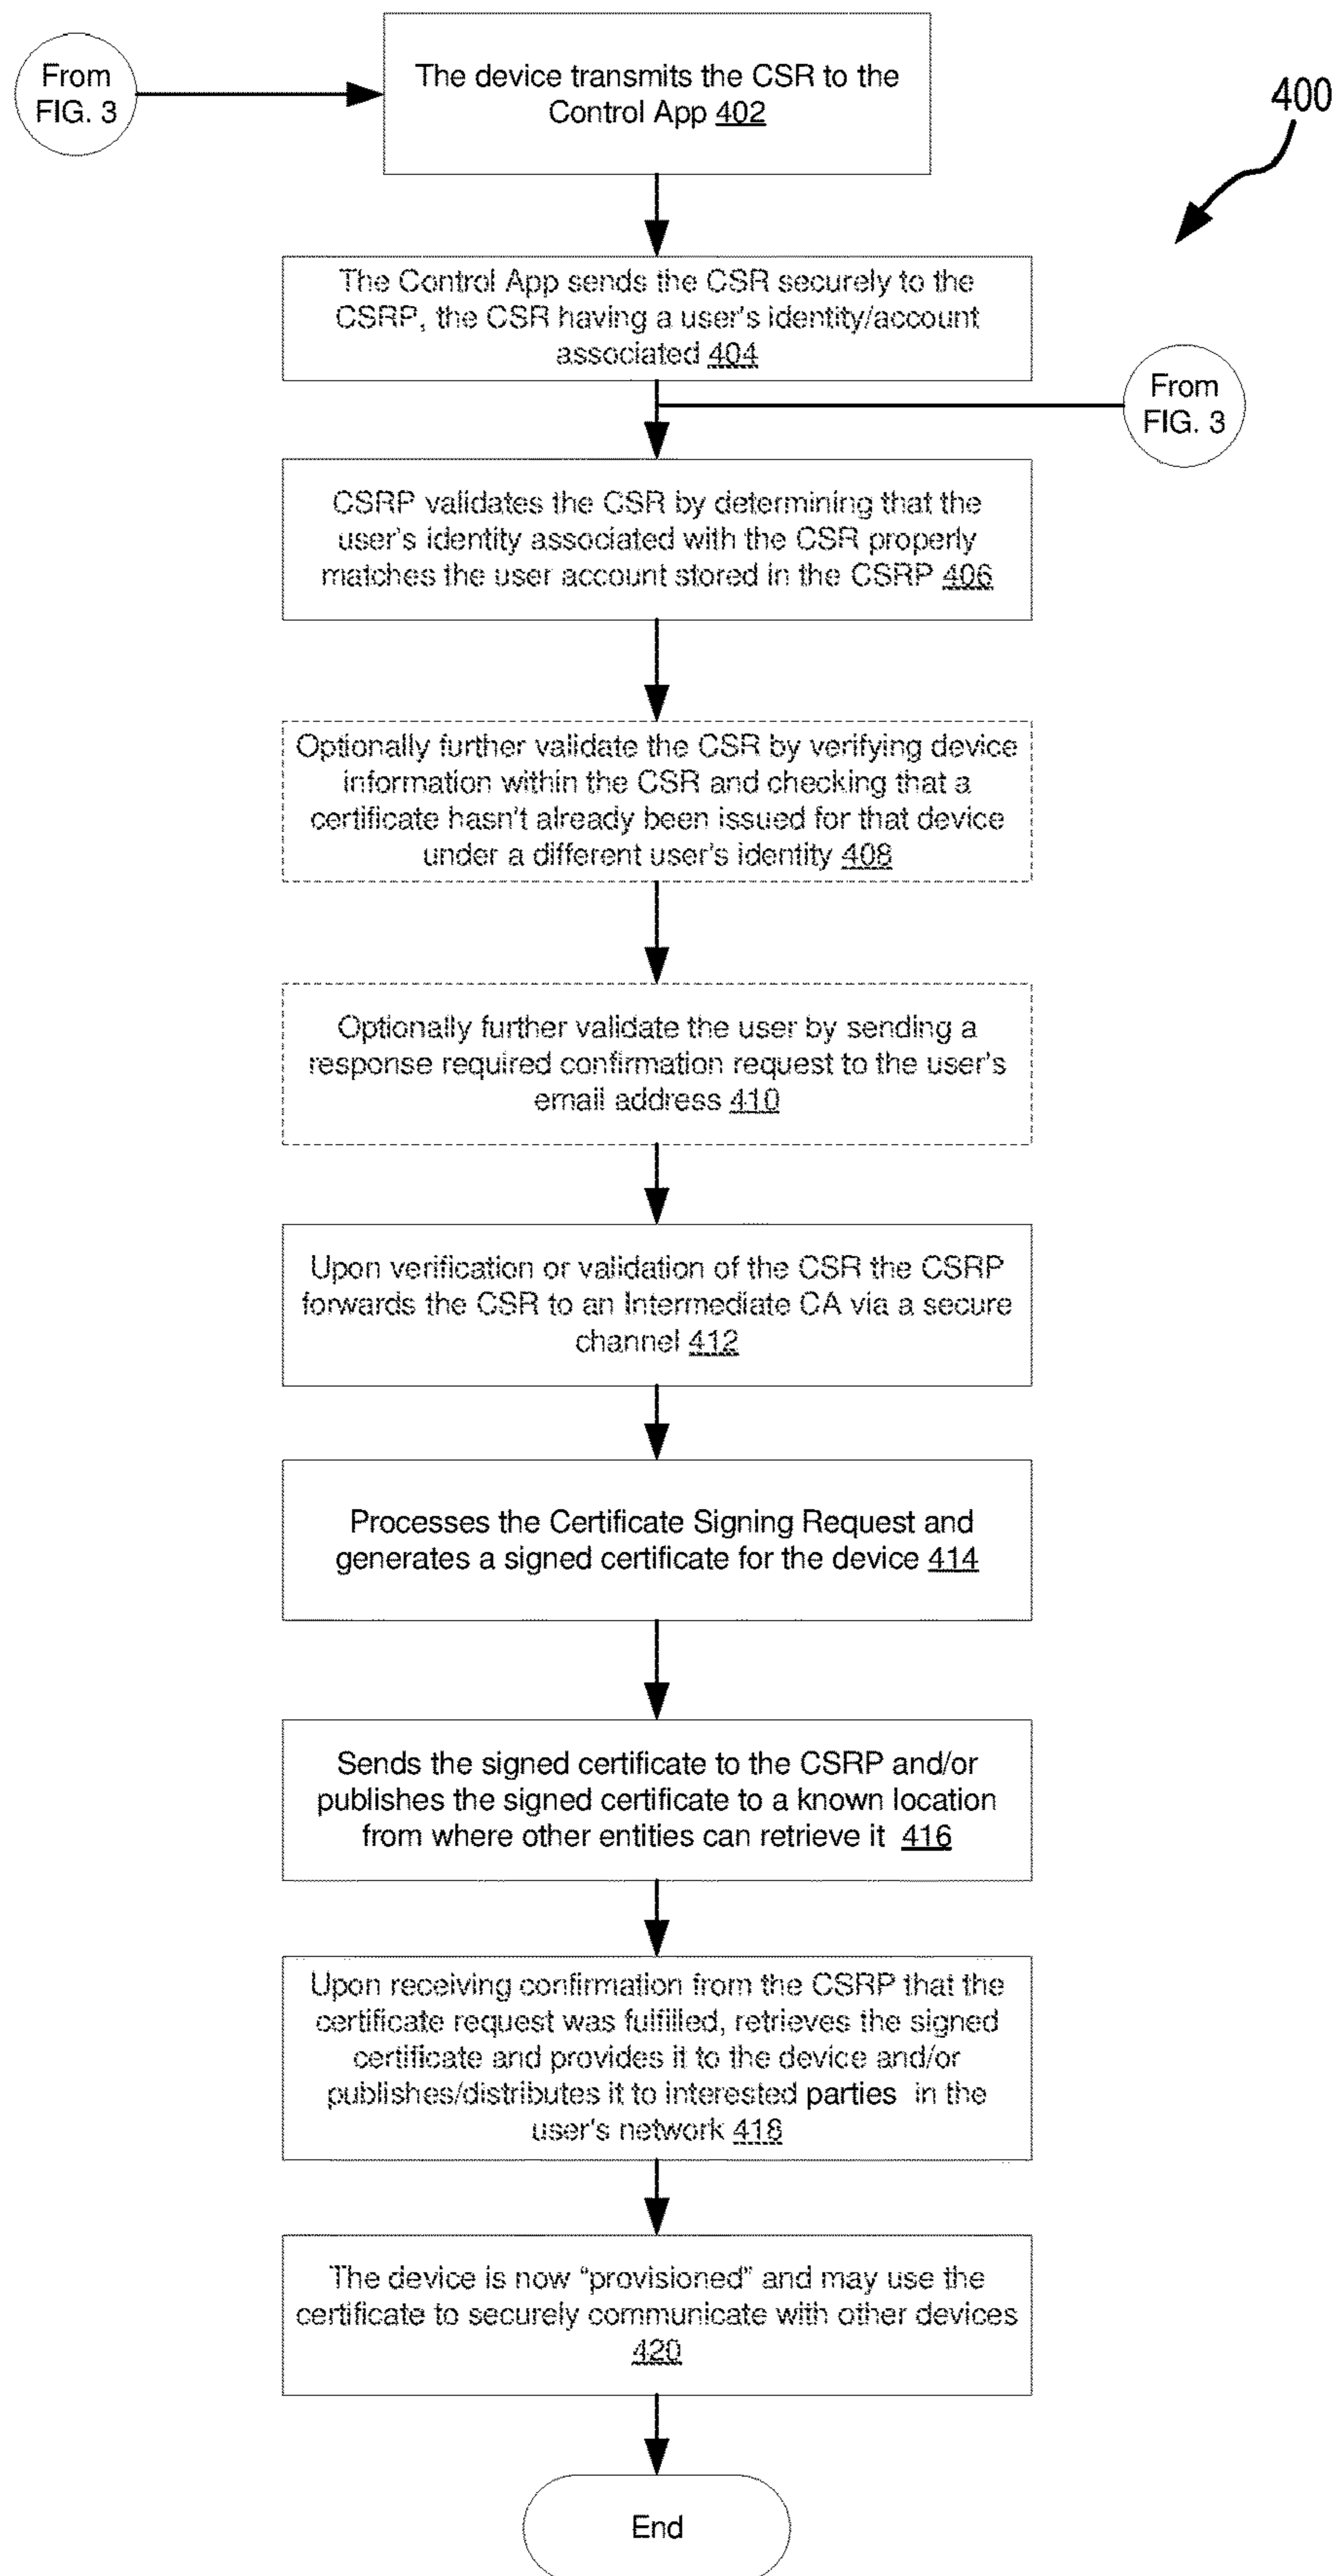 From
FIG. 3
The device transmits the CSR to the
Control App 402
400
The Control App sends the CSR securely to the
CSRP, the CSR having a user's identity/account
associated 404
From
FIG. 3
CSRP validates the CSR by determining that the
user's identity associated with the CSR properly
matches the user account stored in the CSRP 406
Optionally further validate the CSR by verifying device
information within the CSR and checking that a
certificate hasn't already been issued for that device
under a different user's identity 408
Optionally further validate the user by sending a
response required confirmation request to the user's
email address 410
Upon verification or validation of the CSR the CSRP
forwards the CSR to an Intermediate CA via a secure
channel 412
Processes the Certificate Signing Request and
generates a signed certificate for the device 414
Sends the signed certificate to the CSRP and/or
publishes the signed certificate to a known location
from where other entities can retrieve it 416
Upon receiving confirmation from the CSRP that the
certificate request was fulfilled, retrieves the signed
certificate and provides it to the device and/or
publishes/distributes it to interested parties in the
user's network 418
The device is now "provisioned" and may use the
certificate to securely communicate with other devices
420
End